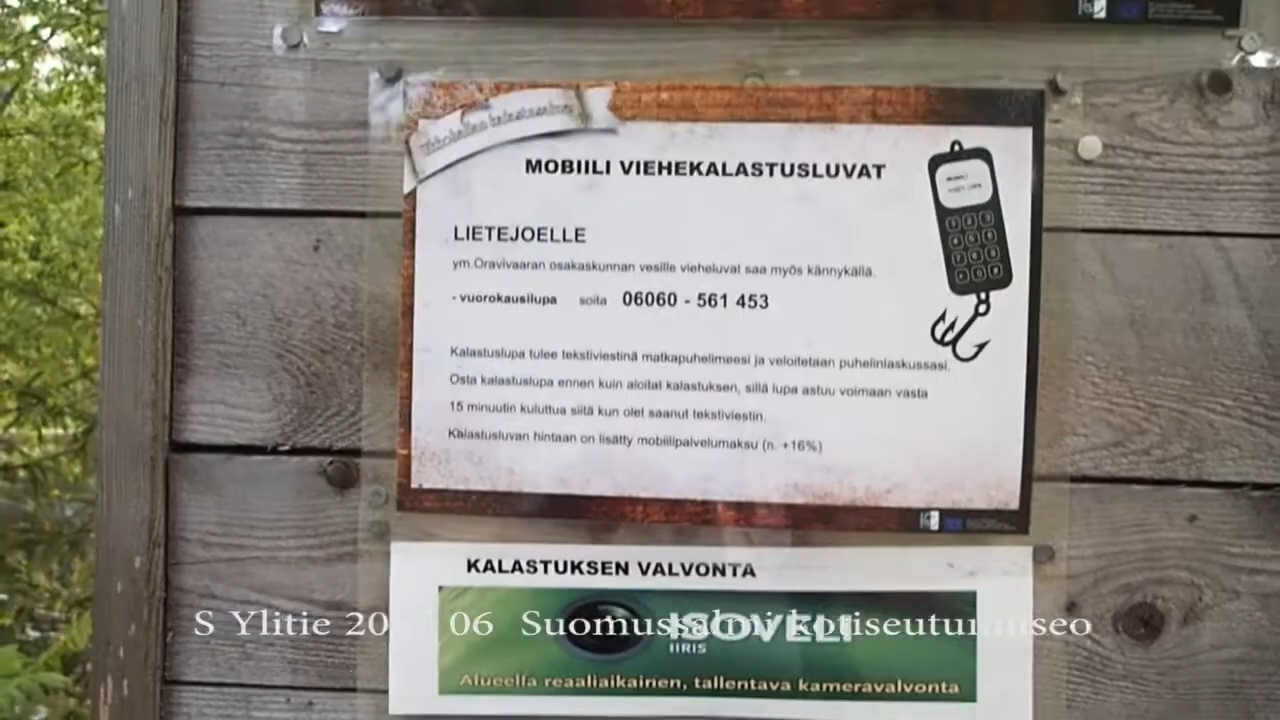 MOBIILI VIEHEKALASTUSLUVAT
LIETEJOELLE
ym.Oravivaaran osakaskunnan vesille vieheluvat saa myös kännykällä.
- vuorokausilupa soita 06060 - 561 453
Kalastuslupa tulee tekstiviestinä matkapuhelimeesi ja veloitetaan puhelinlaskussasi.
Osta kalastuslupa ennen kuin aloitat kalastuksen, sillä lupa astuu voimaan vasta
15 minuutin kuluttua siitä kun olet saanut tekstiviestin.
Kalastusluvan hintaan on lisätty mobiilipalvelumaksu (n. +16%)
KALASTUKSEN VALVONTA
ISOVELI
IIRIS
S Ylitie 06 Suomussalmi kotiseutumuseo
Alueella reaaliaikainen, tallentava kameravalvonta